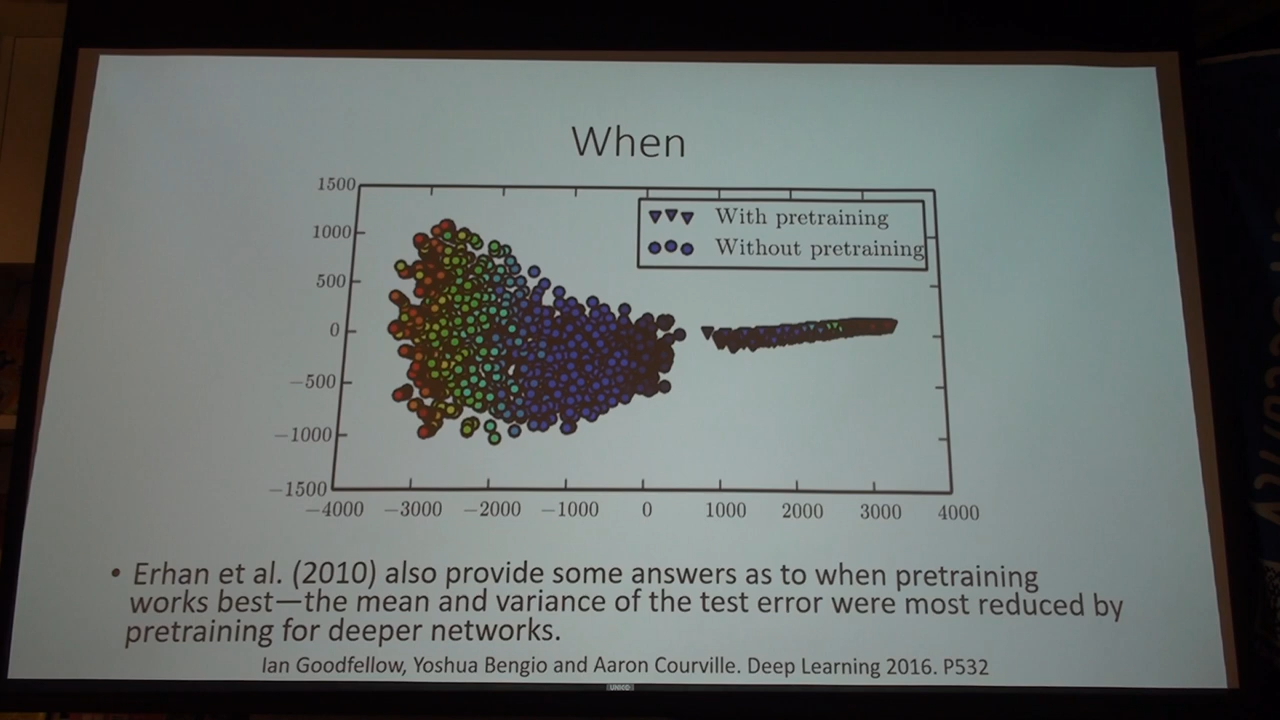 When
1500
1000
500
0
−500
−1000
−1500
With pretraining
Without pretraining
−4000 −3000 −2000 −1000 0 1000 2000 3000 4000
• Erhan et al. (2010) also provide some answers as to when pretraining
works best—the mean and variance of the test error were most reduced by
pretraining for deeper networks.
Ian Goodfellow, Yoshua Bengio and Aaron Courville. Deep Learning 2016. P532